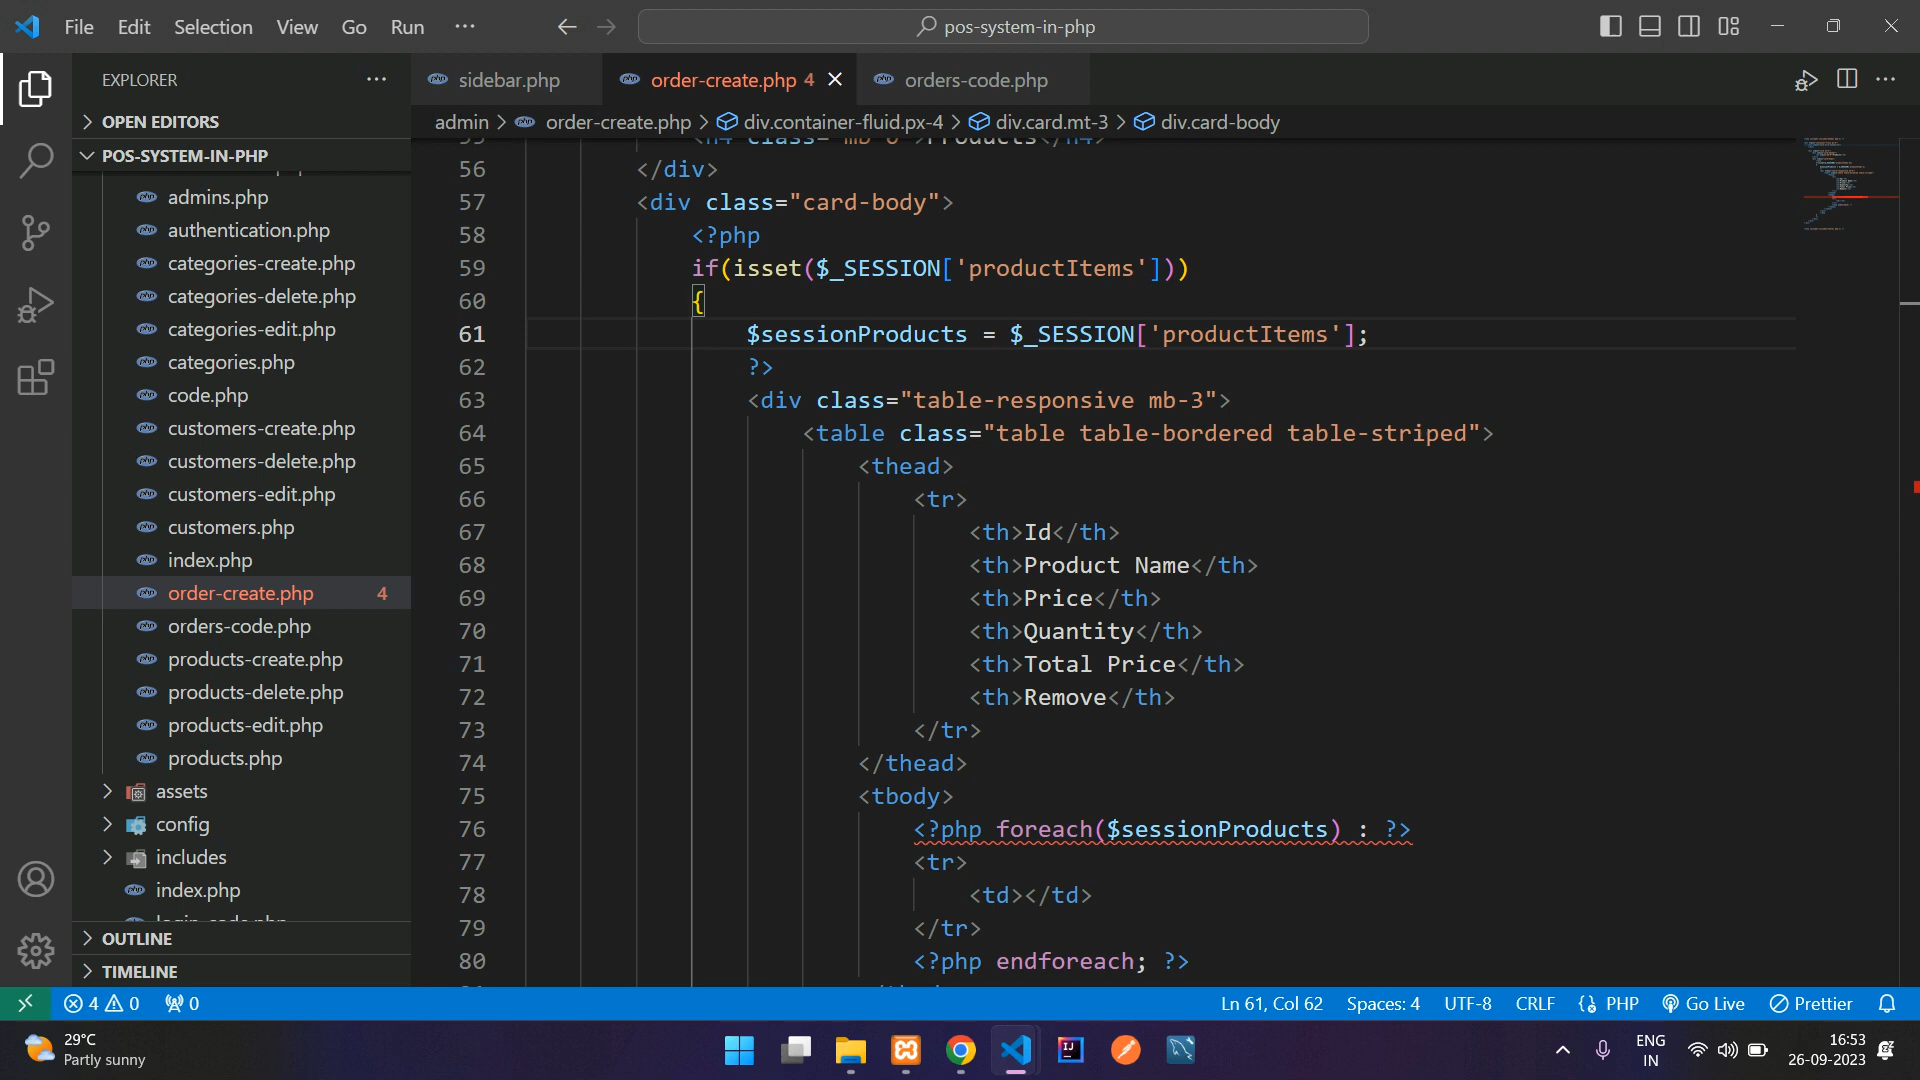 File Edit Selection View Go Run ···
pos-system-in-php
EXPLORER
OPEN EDITORS
POS-SYSTEM-IN-PHP
admins.php
authentication.php
categories-create.php
categories-delete.php
categories-edit.php
categories.php
code.php
customers-create.php
customers-delete.php
customers-edit.php
customers.php
index.php
order-create.php 4
orders-code.php
products-create.php
products-delete.php
products-edit.php
products.php
assets
config
includes
index.php
login-code.php
OUTLINE
TIMELINE
sidebar.php order-create.php 4 orders-code.php
admin > order-create.php > div.container-fluid.px-4 > div.card.mt-3 > div.card-body
55 <h4 class="mb-0">Products</h4>
56 </div>
57 <div class="card-body">
58 <?php
59 if(isset($_SESSION['productItems']))
60 {
61 $sessionProducts = $_SESSION['productItems'];
62 ?>
63 <div class="table-responsive mb-3">
64 <table class="table table-bordered table-striped">
65 <thead>
66 <tr>
67 <th>Id</th>
68 <th>Product Name</th>
69 <th>Price</th>
70 <th>Quantity</th>
71 <th>Total Price</th>
72 <th>Remove</th>
73 </tr>
74 </thead>
75 <tbody>
76 <?php foreach($sessionProducts) : ?>
77 <tr>
78 <td></td>
79 </tr>
80 <?php endforeach; ?>
4 0 0 Ln 61, Col 62 Spaces: 4 UTF-8 CRLF PHP Go Live Prettier
29°C
Partly sunny
ENG
IN
16:53
26-09-2023